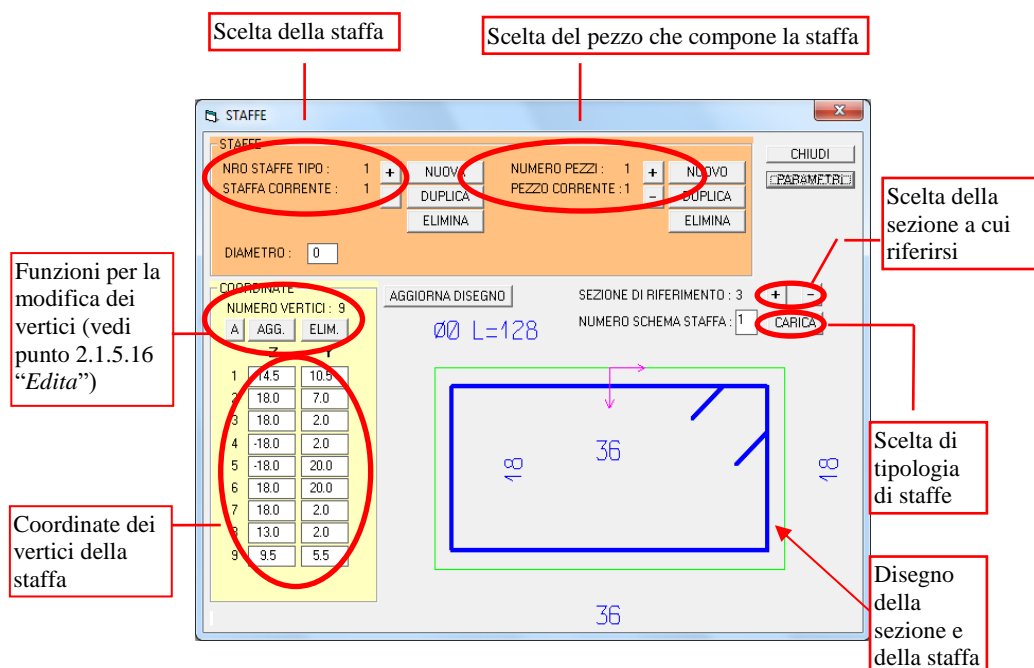 Scelta della staffa
Scelta del pezzo che compone la staffa
STAFFE
STAFFE
NRO STAFFE TIPO : 1 + NUOVA
STAFFA CORRENTE : 1 DUPLICA
ELIMINA
NUMERO PEZZI : 1 + NUOVO
PEZZO CORRENTE : 1 - DUPLICA
ELIMINA
DIAMETRO : 0
CHIUDI
PARAMETRI
Scelta della
sezione a cui
riferirsi
Funzioni per la
modifica dei
vertici (vedi
punto 2.1.5.16
“Edita”)
COORDINATE
NUMERO VERTICI : 9
A AGG. ELIM.
Z Y
1 14.5 10.5
2 18.0 7.0
3 18.0 2.0
4 -18.0 2.0
5 -18.0 20.0
6 18.0 20.0
7 18.0 2.0
8 13.0 2.0
9 9.5 5.5
AGGIORNA DISEGNO
SEZIONE DI RIFERIMENTO : 3 + -
NUMERO SCHEMA STAFFA : 1 CARICA
Ø0 L=128
36
18
18
36
Scelta di
tipologia
di staffe
Coordinate dei
vertici della
staffa
Disegno
della
sezione e
della staffa